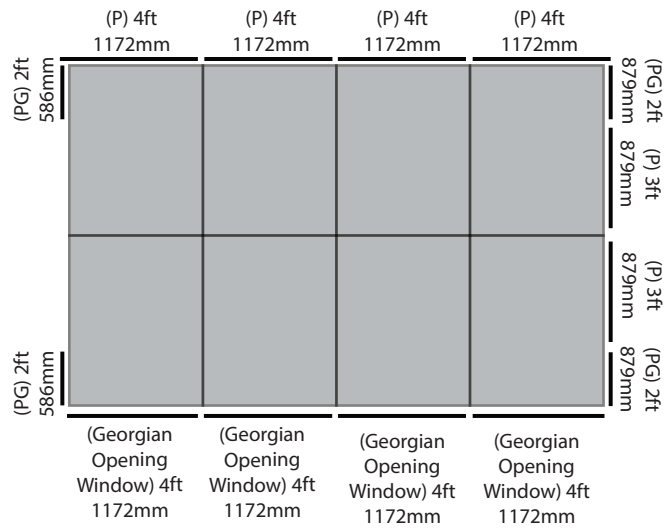 (P) 4ft
1172mm
(P) 4ft
1172mm
(P) 4ft
1172mm
(P) 4ft
1172mm
(PG) 2ft
586mm
(PG) 2ft
879mm
(P) 3ft
879mm
(P) 3ft
879mm
(PG) 2ft
586mm
(PG) 2ft
879mm
(Georgian
Opening
Window) 4ft
1172mm
(Georgian
Opening
Window) 4ft
1172mm
(Georgian
Opening
Window) 4ft
1172mm
(Georgian
Opening
Window) 4ft
1172mm